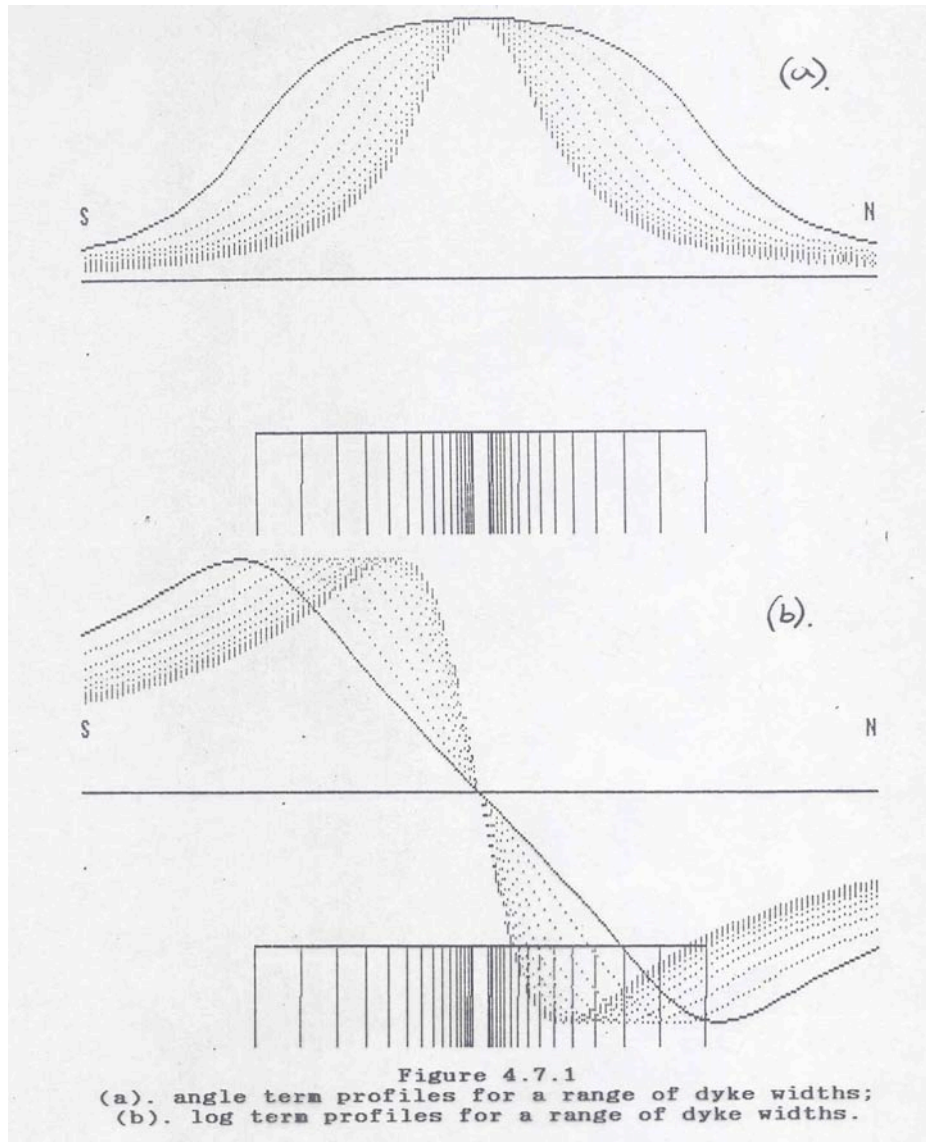 (a).
S N
(b).
S N
Figure 4.7.1
(a). angle term profiles for a range of dyke widths;
(b). log term profiles for a range of dyke widths.